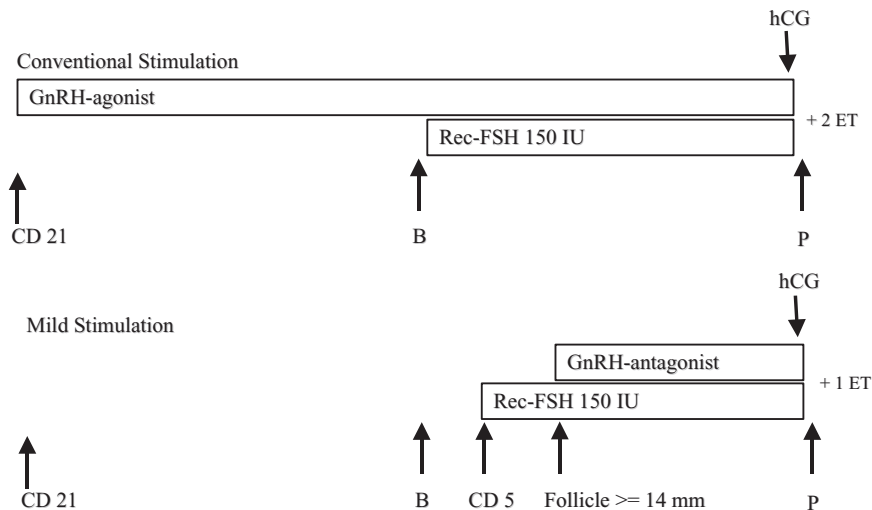 hCG
Conventional Stimulation
GnRH-agonist
+ 2 ET
Rec-FSH 150 IU
CD 21
B
P
hCG
Mild Stimulation
GnRH-antagonist
+ 1 ET
Rec-FSH 150 IU
CD 21
B
CD 5
Follicle >= 14 mm
P